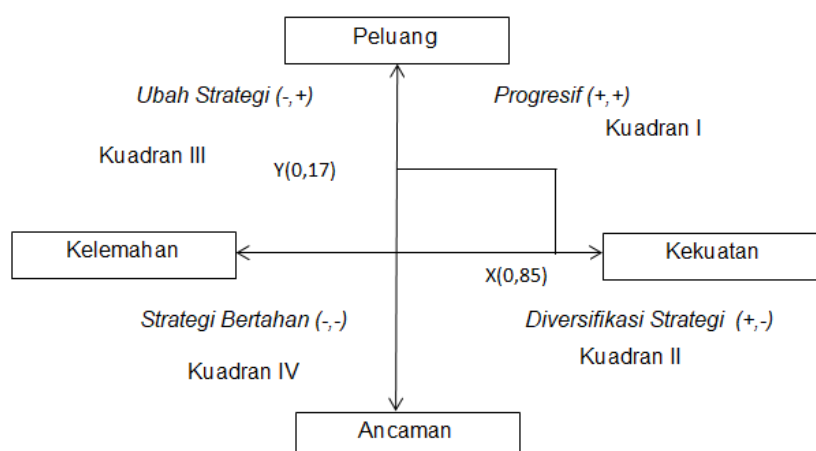 Peluang
Ubah Strategi (-,+)
Progresif (+,+)
Kuadran I
Kuadran III
Y(0,17)
Kelemahan
Kekuatan
X(0,85)
Strategi Bertahan (-,-)
Diversifikasi Strategi (+,-)
Kuadran II
Kuadran IV
Ancaman